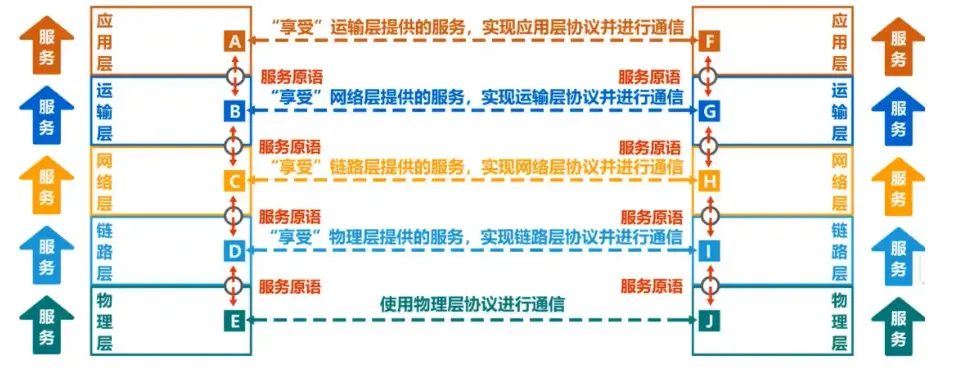 服务 应用层 A “享受”运输层提供的服务，实现应用层协议并进行通信 F 应用层 服务
服务原语 服务原语
服务 运输层 B “享受”网络层提供的服务，实现运输层协议并进行通信 G 运输层 服务
服务原语 服务原语
服务 网络层 C “享受”链路层提供的服务，实现网络层协议并进行通信 H 网络层 服务
服务原语 服务原语
服务 链路层 D “享受”物理层提供的服务，实现链路层协议并进行通信 I 链路层 服务
服务原语 服务原语
服务 物理层 E 使用物理层协议进行通信 J 物理层 服务